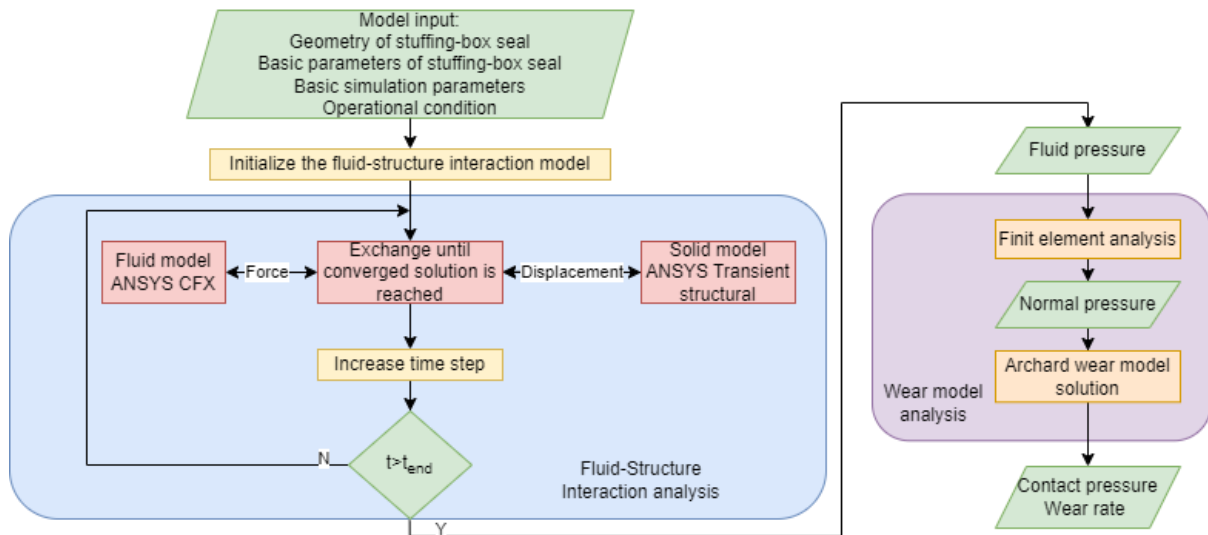 Model input:
Geometry of stuffing-box seal
Basic parameters of stuffing-box seal
Basic simulation parameters
Operational condition
Initialize the fluid-structure interaction model
Fluid model
ANSYS CFX
Force
Exchange until
converged solution is
reached
Displacement
Solid model
ANSYS Transient
structural
Increase time step
t>tend
N
Y
Fluid-Structure
Interaction analysis
Fluid pressure
Finit element analysis
Normal pressure
Archard wear model
solution
Wear model
analysis
Contact pressure
Wear rate